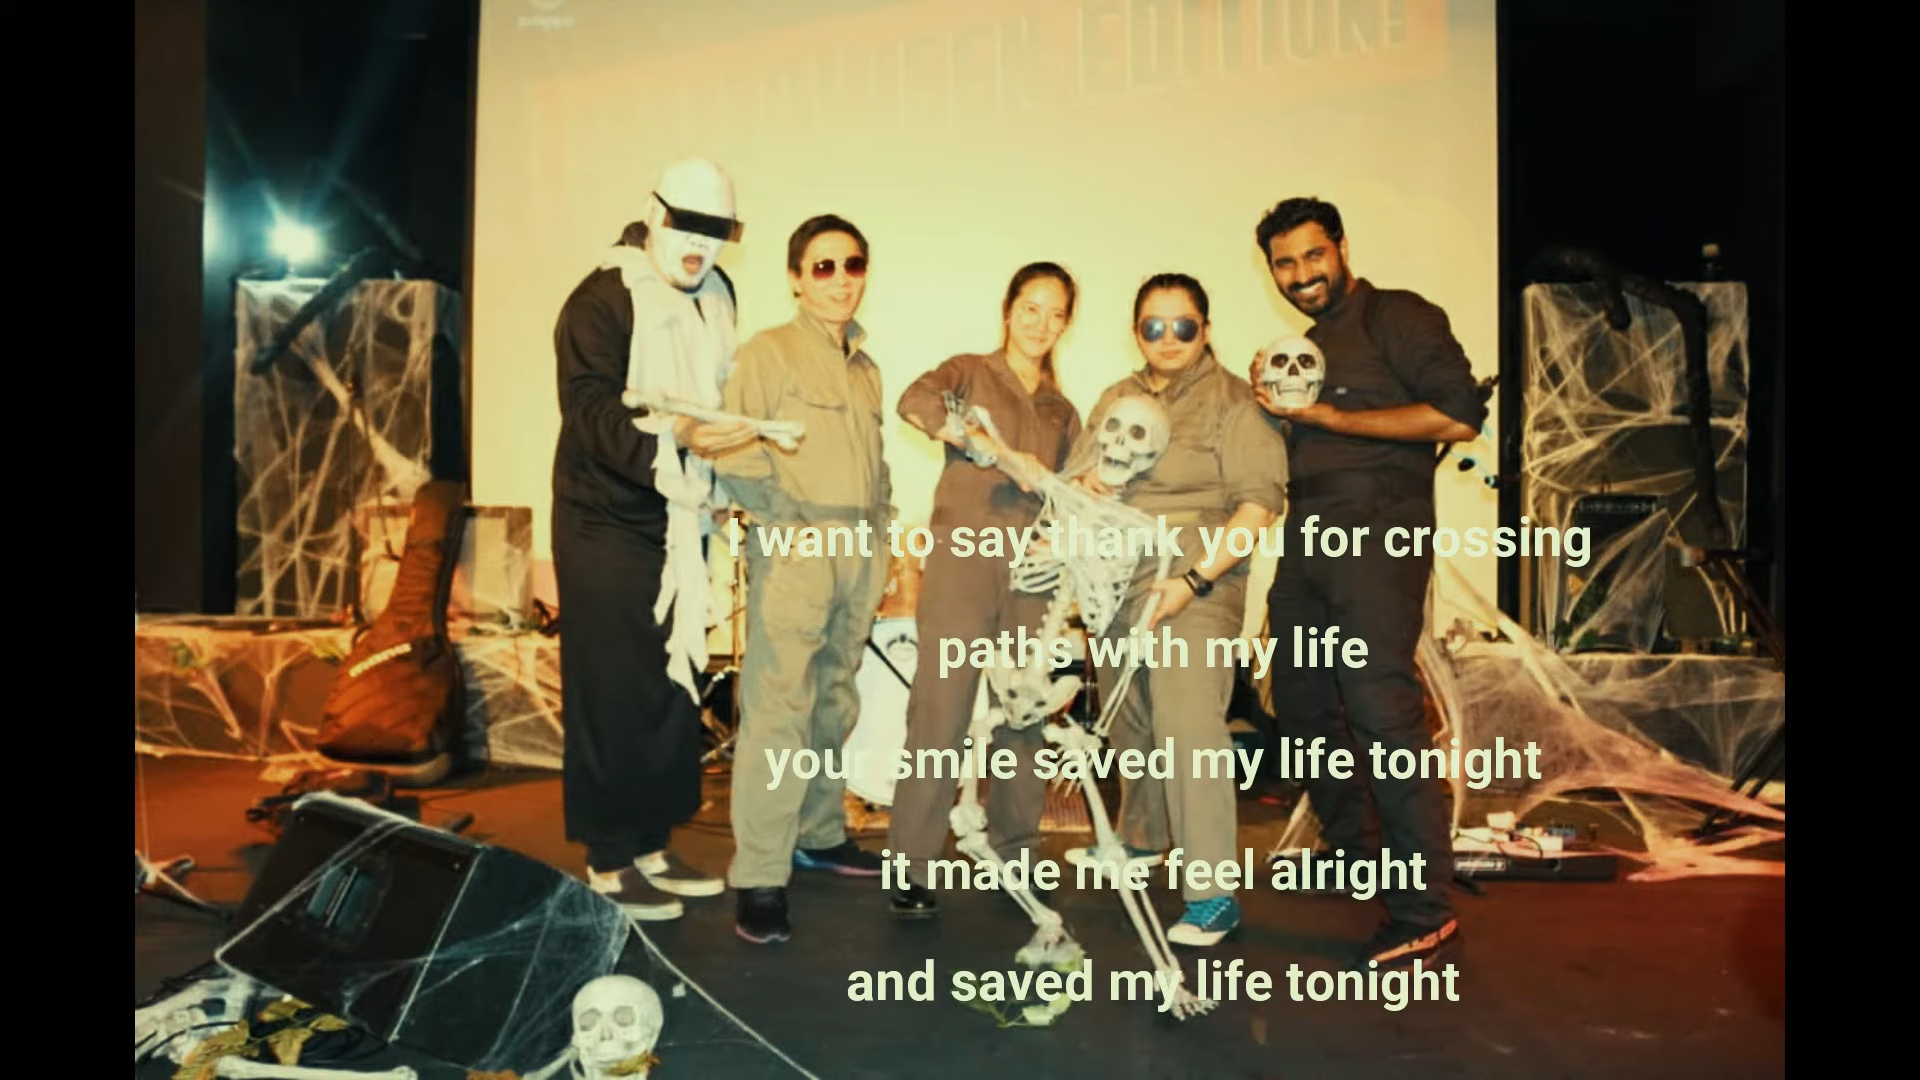 EDITION
I want to say thank you for crossing
paths with my life
your smile saved my life tonight
it made me feel alright
and saved my life tonight